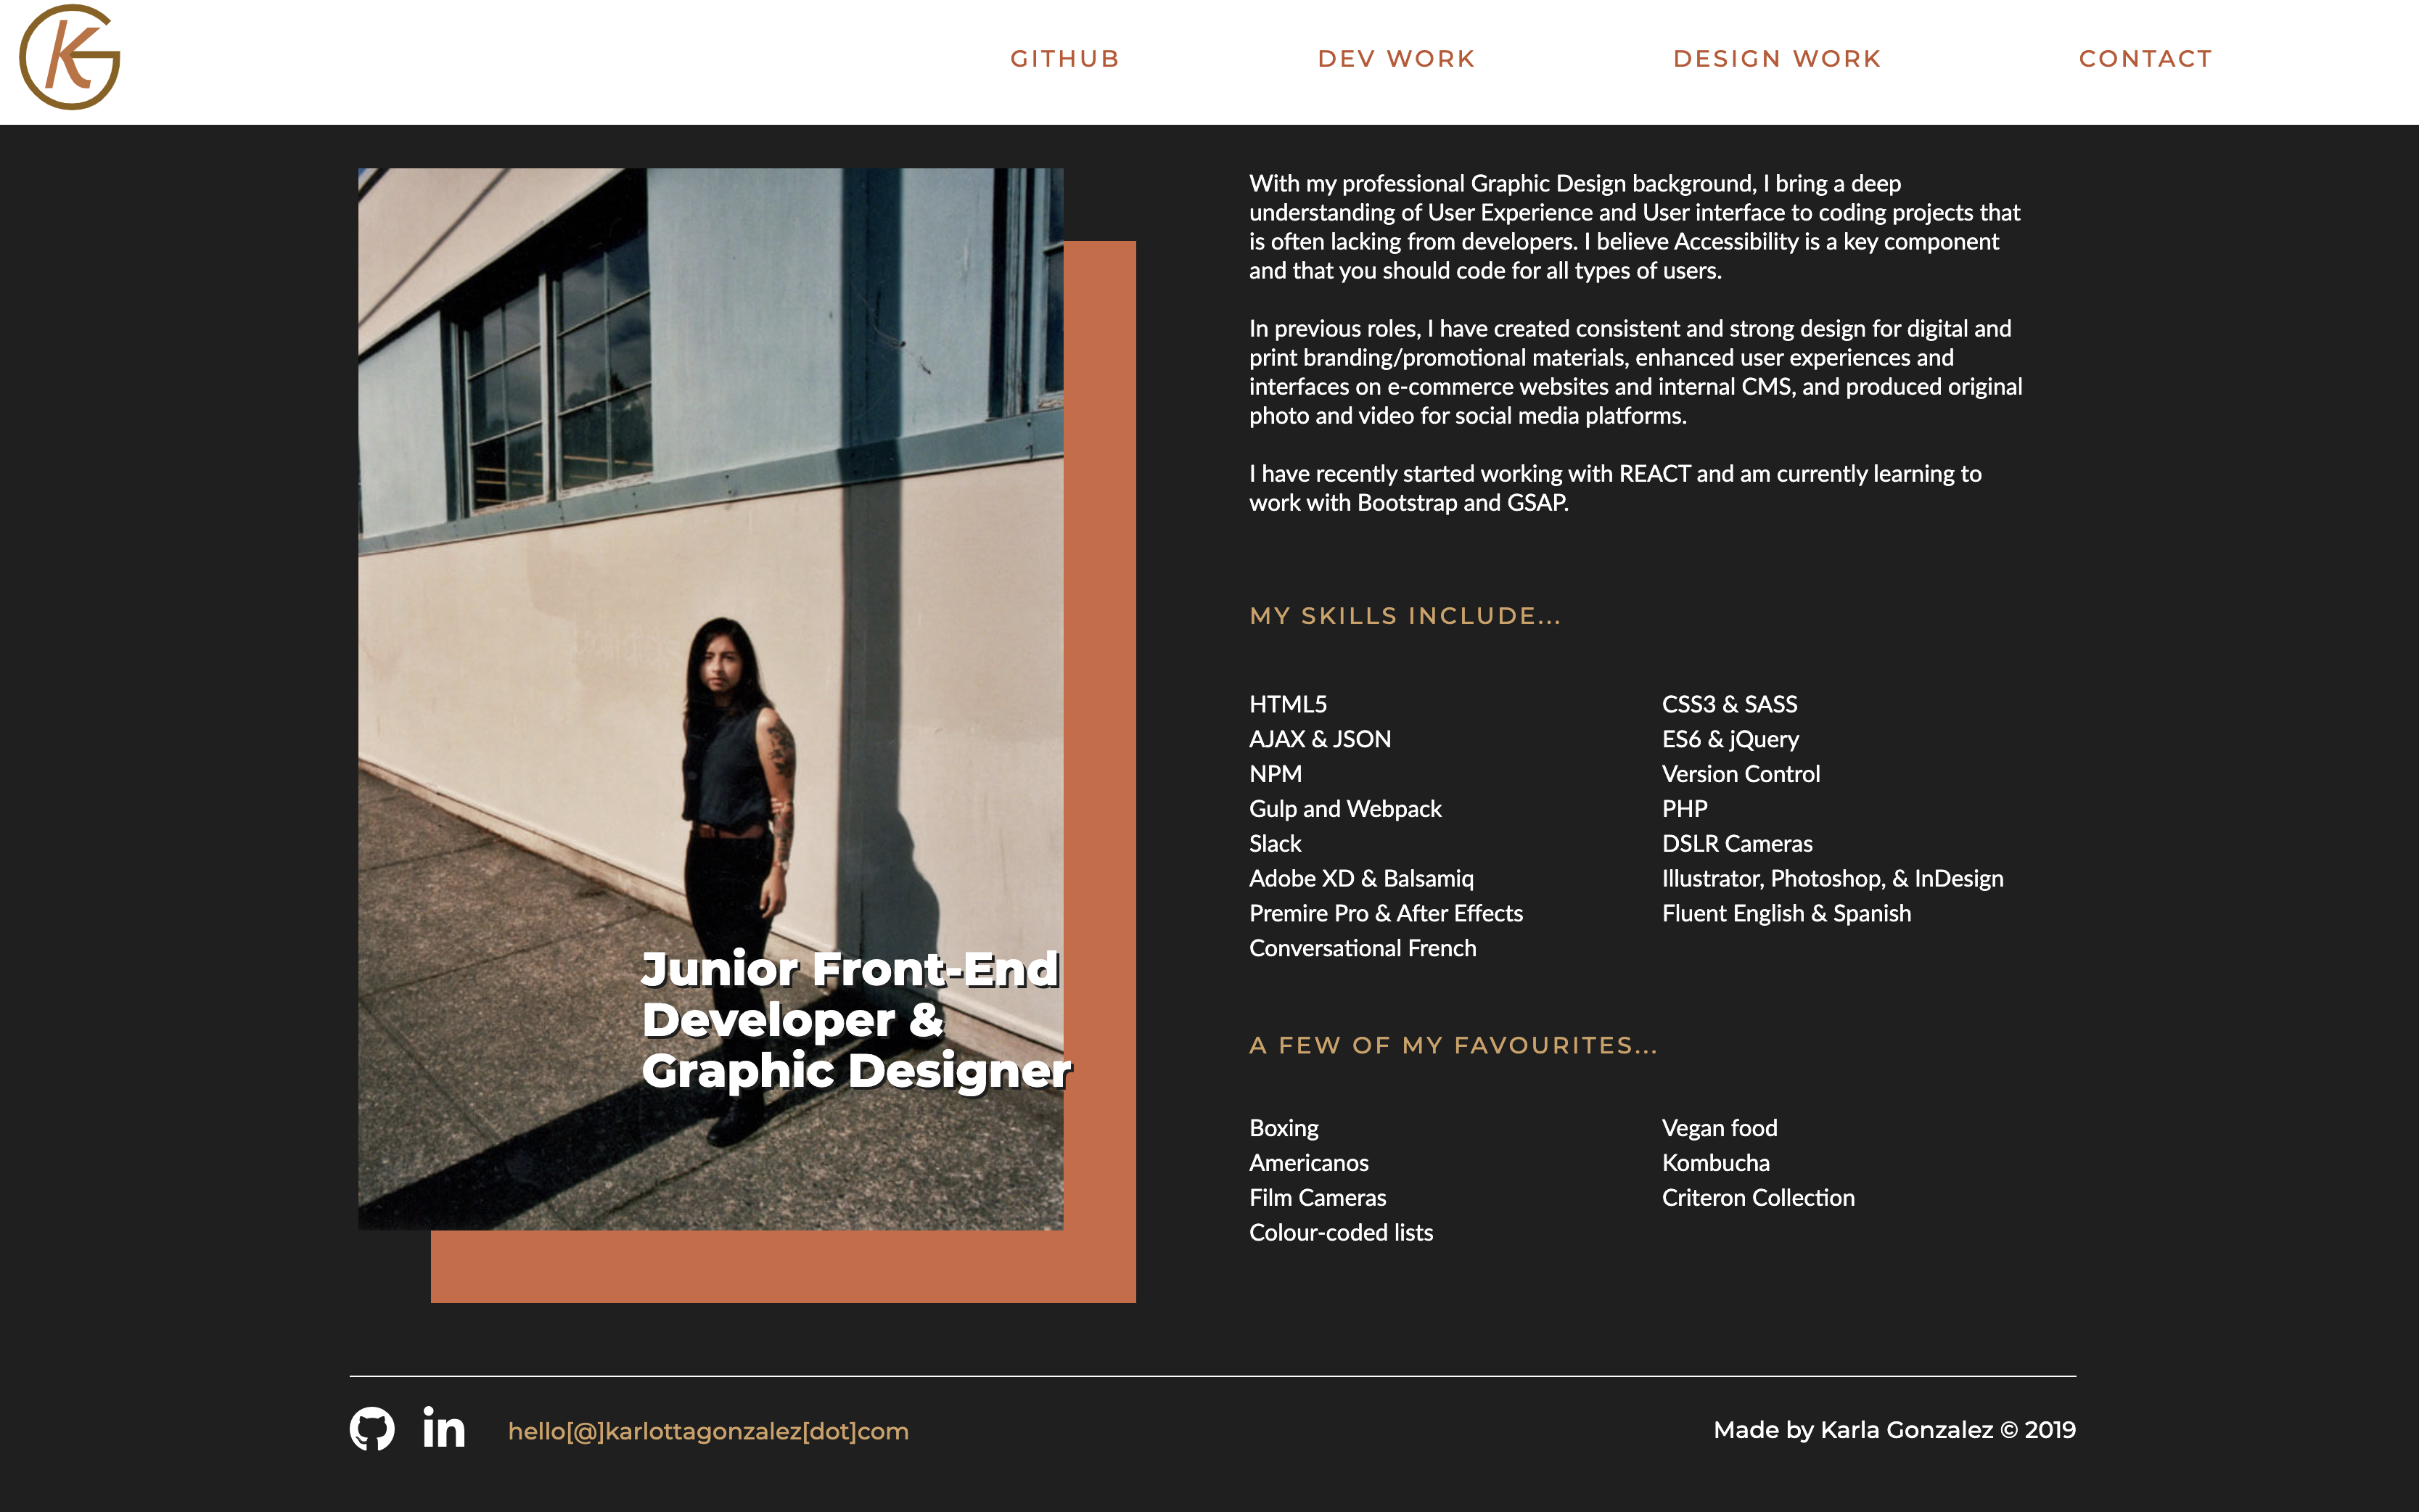 KG
GITHUB DEV WORK DESIGN WORK CONTACT
With my professional Graphic Design background, I bring a deep
understanding of User Experience and User interface to coding projects that
is often lacking from developers. I believe Accessibility is a key component
and that you should code for all types of users.
In previous roles, I have created consistent and strong design for digital and
print branding/promotional materials, enhanced user experiences and
interfaces on e-commerce websites and internal CMS, and produced original
photo and video for social media platforms.
I have recently started working with REACT and am currently learning to
work with Bootstrap and GSAP.
MY SKILLS INCLUDE...
HTML5
AJAX & JSON
NPM
Gulp and Webpack
Slack
Adobe XD & Balsamiq
Premire Pro & After Effects
Conversational French
CSS3 & SASS
ES6 & jQuery
Version Control
PHP
DSLR Cameras
Illustrator, Photoshop, & InDesign
Fluent English & Spanish
Junior Front-End
Developer &
Graphic Designer
A FEW OF MY FAVOURITES...
Boxing
Americanos
Film Cameras
Colour-coded lists
Vegan food
Kombucha
Criteron Collection
in
hello[@]karlottagonzalez[dot]com
Made by Karla Gonzalez © 2019